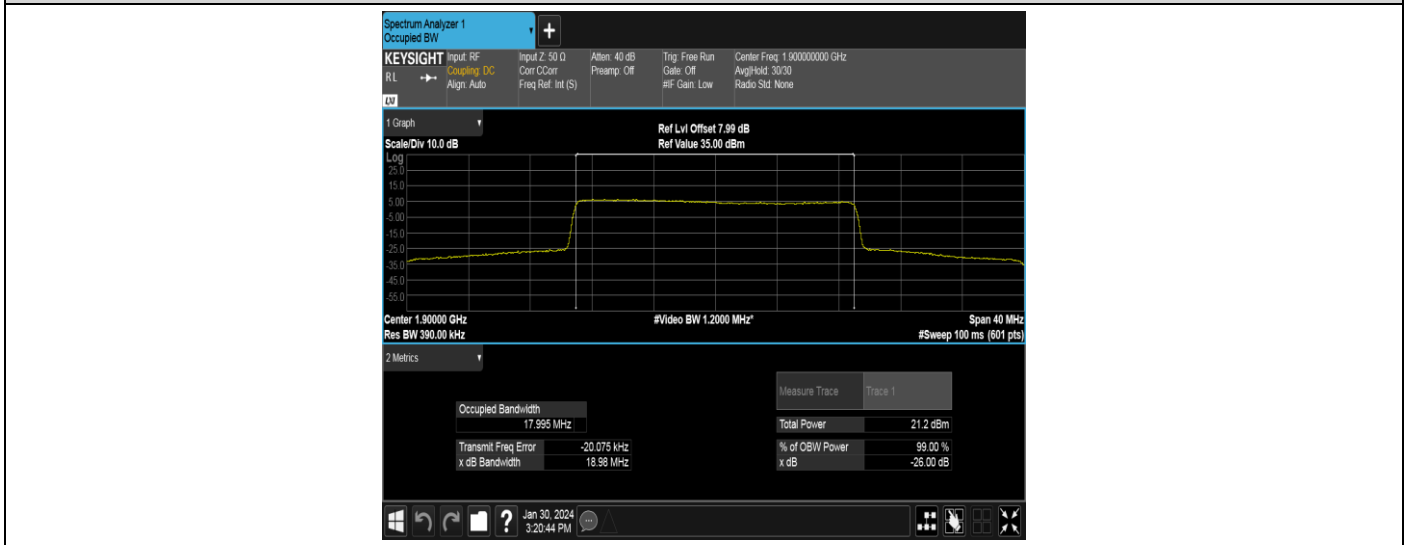 Spectrum Analyzer 1
Occupied BW
+
KEYSIGHT
RL
LXI
Input: RF
Coupling: DC
Align: Auto
Input Z: 50 Ω
Corr CCorr
Freq Ref: Int (S)
Atten: 40 dB
Preamp: Off
Trig: Free Run
Gate: Off
#IF Gain: Low
Center Freq: 1.900000000 GHz
Avg|Hold: 30/30
Radio Std: None
1 Graph
Scale/Div 10.0 dB
Ref Lvl Offset 7.99 dB
Ref Value 35.00 dBm
Log
25.0
15.0
5.00
-5.00
-15.0
-25.0
-35.0
-45.0
-55.0
Center 1.90000 GHz
Res BW 390.00 kHz
#Video BW 1.2000 MHz*
Span 40 MHz
#Sweep 100 ms (601 pts)
2 Metrics
Measure Trace Trace 1
Occupied Bandwidth
17.995 MHz
Total Power 21.2 dBm
Transmit Freq Error -20.075 kHz
% of OBW Power 99.00 %
x dB Bandwidth 18.98 MHz
x dB -26.00 dB
?
Jan 30, 2024
3:20:44 PM